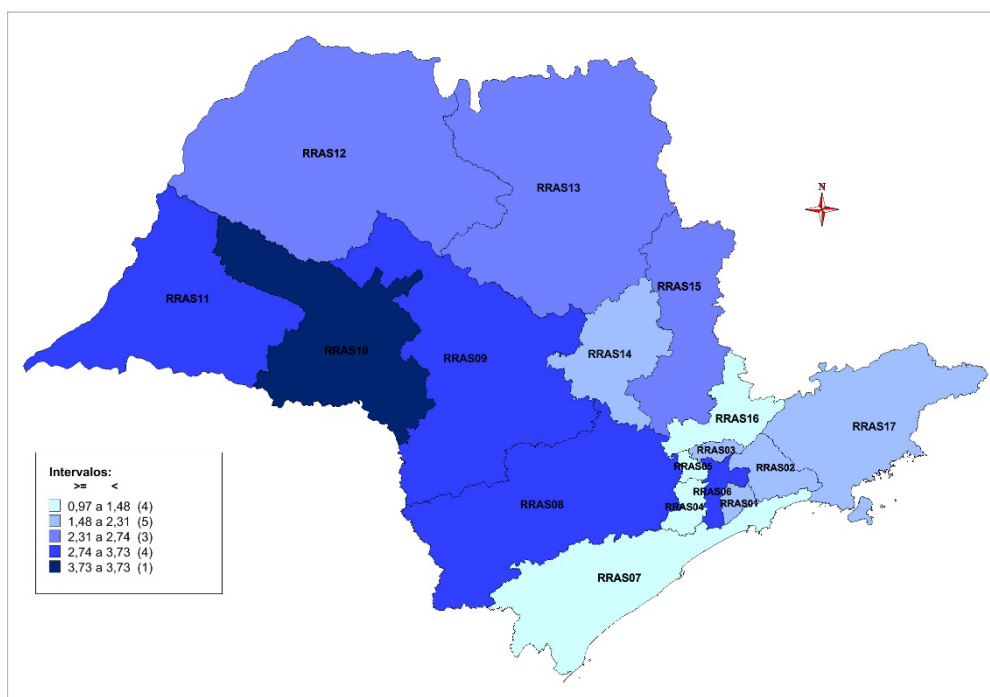 RRAS12
RRAS13
N
RRAS11
RRAS15
RRAS10
RRAS09
RRAS14
RRAS16
RRAS17
RRAS03
RRAS05
RRAS02
RRAS06
RRAS08
RRAS04
RRAS01
RRAS07
Intervalos:
>= <
0,97 a 1,48 (4)
1,48 a 2,31 (5)
2,31 a 2,74 (3)
2,74 a 3,73 (4)
3,73 a 3,73 (1)